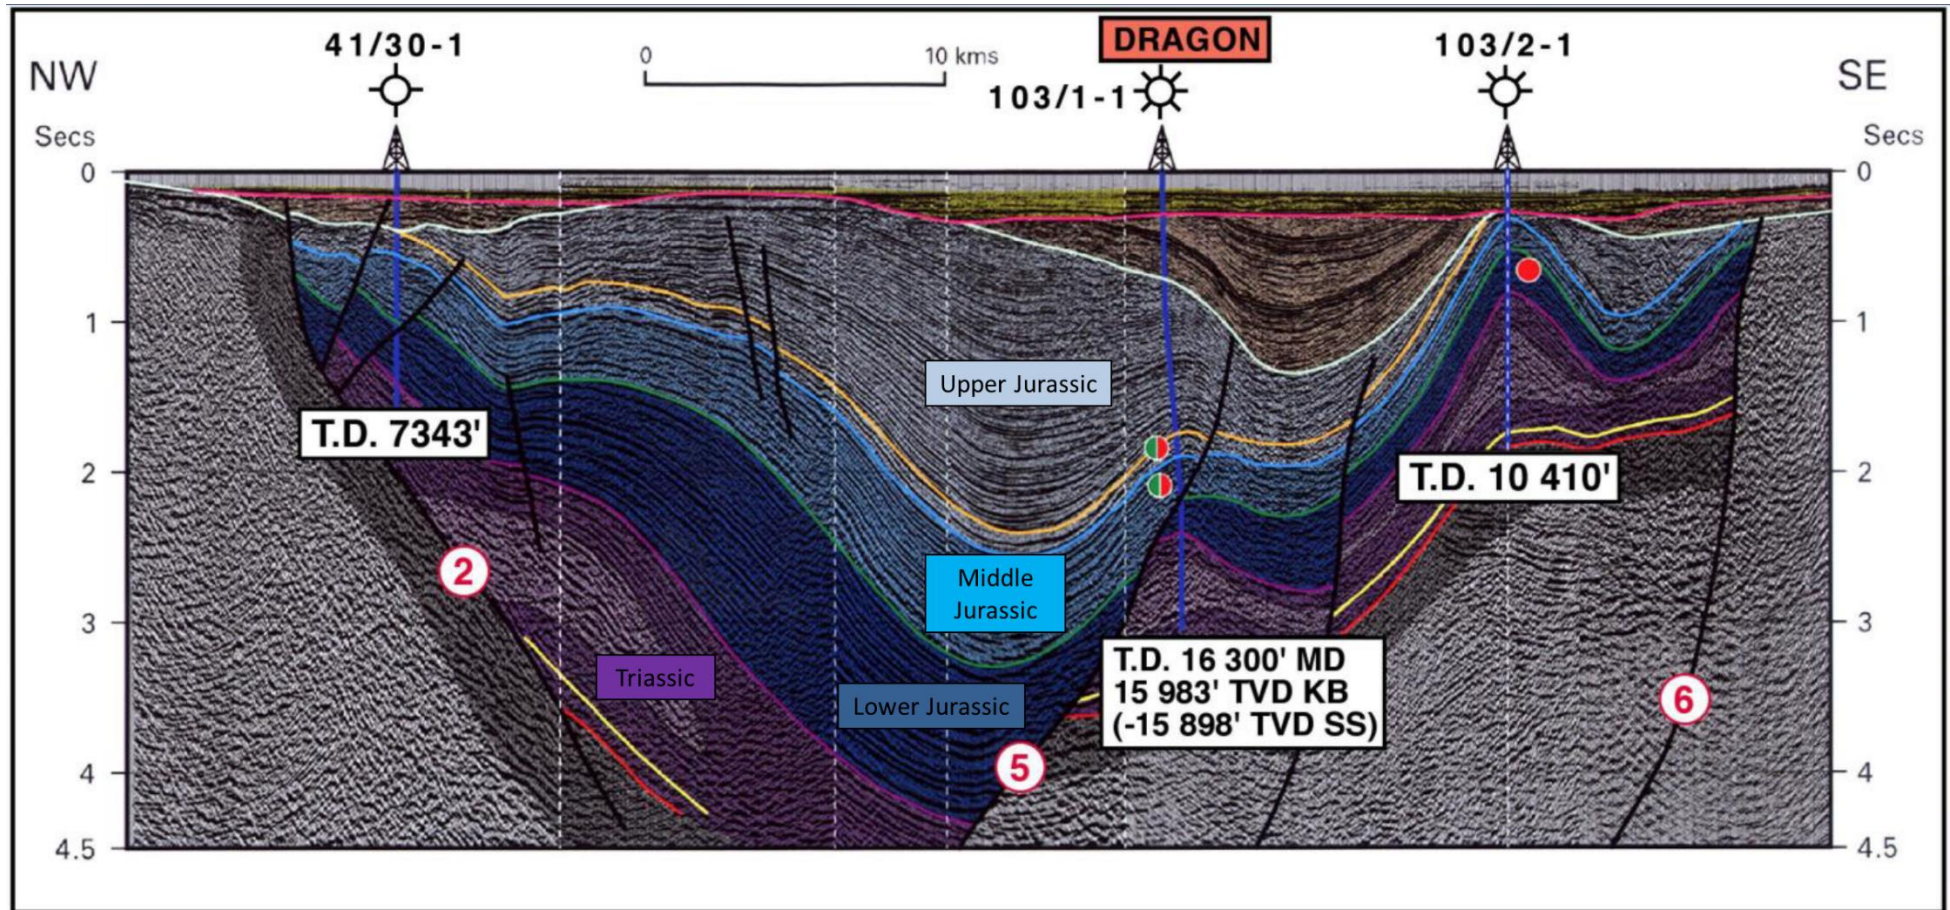 41/30-1
0
10 kms
DRAGON
103/1-1
103/2-1
NW
SE
Secs
Secs
0
0
1
1
Upper Jurassic
T.D. 7343'
2
2
T.D. 10 410'
2
Middle
Jurassic
3
3
T.D. 16 300' MD
15 983' TVD KB
(-15 898' TVD SS)
Triassic
Lower Jurassic
6
5
4
4
4.5
4.5